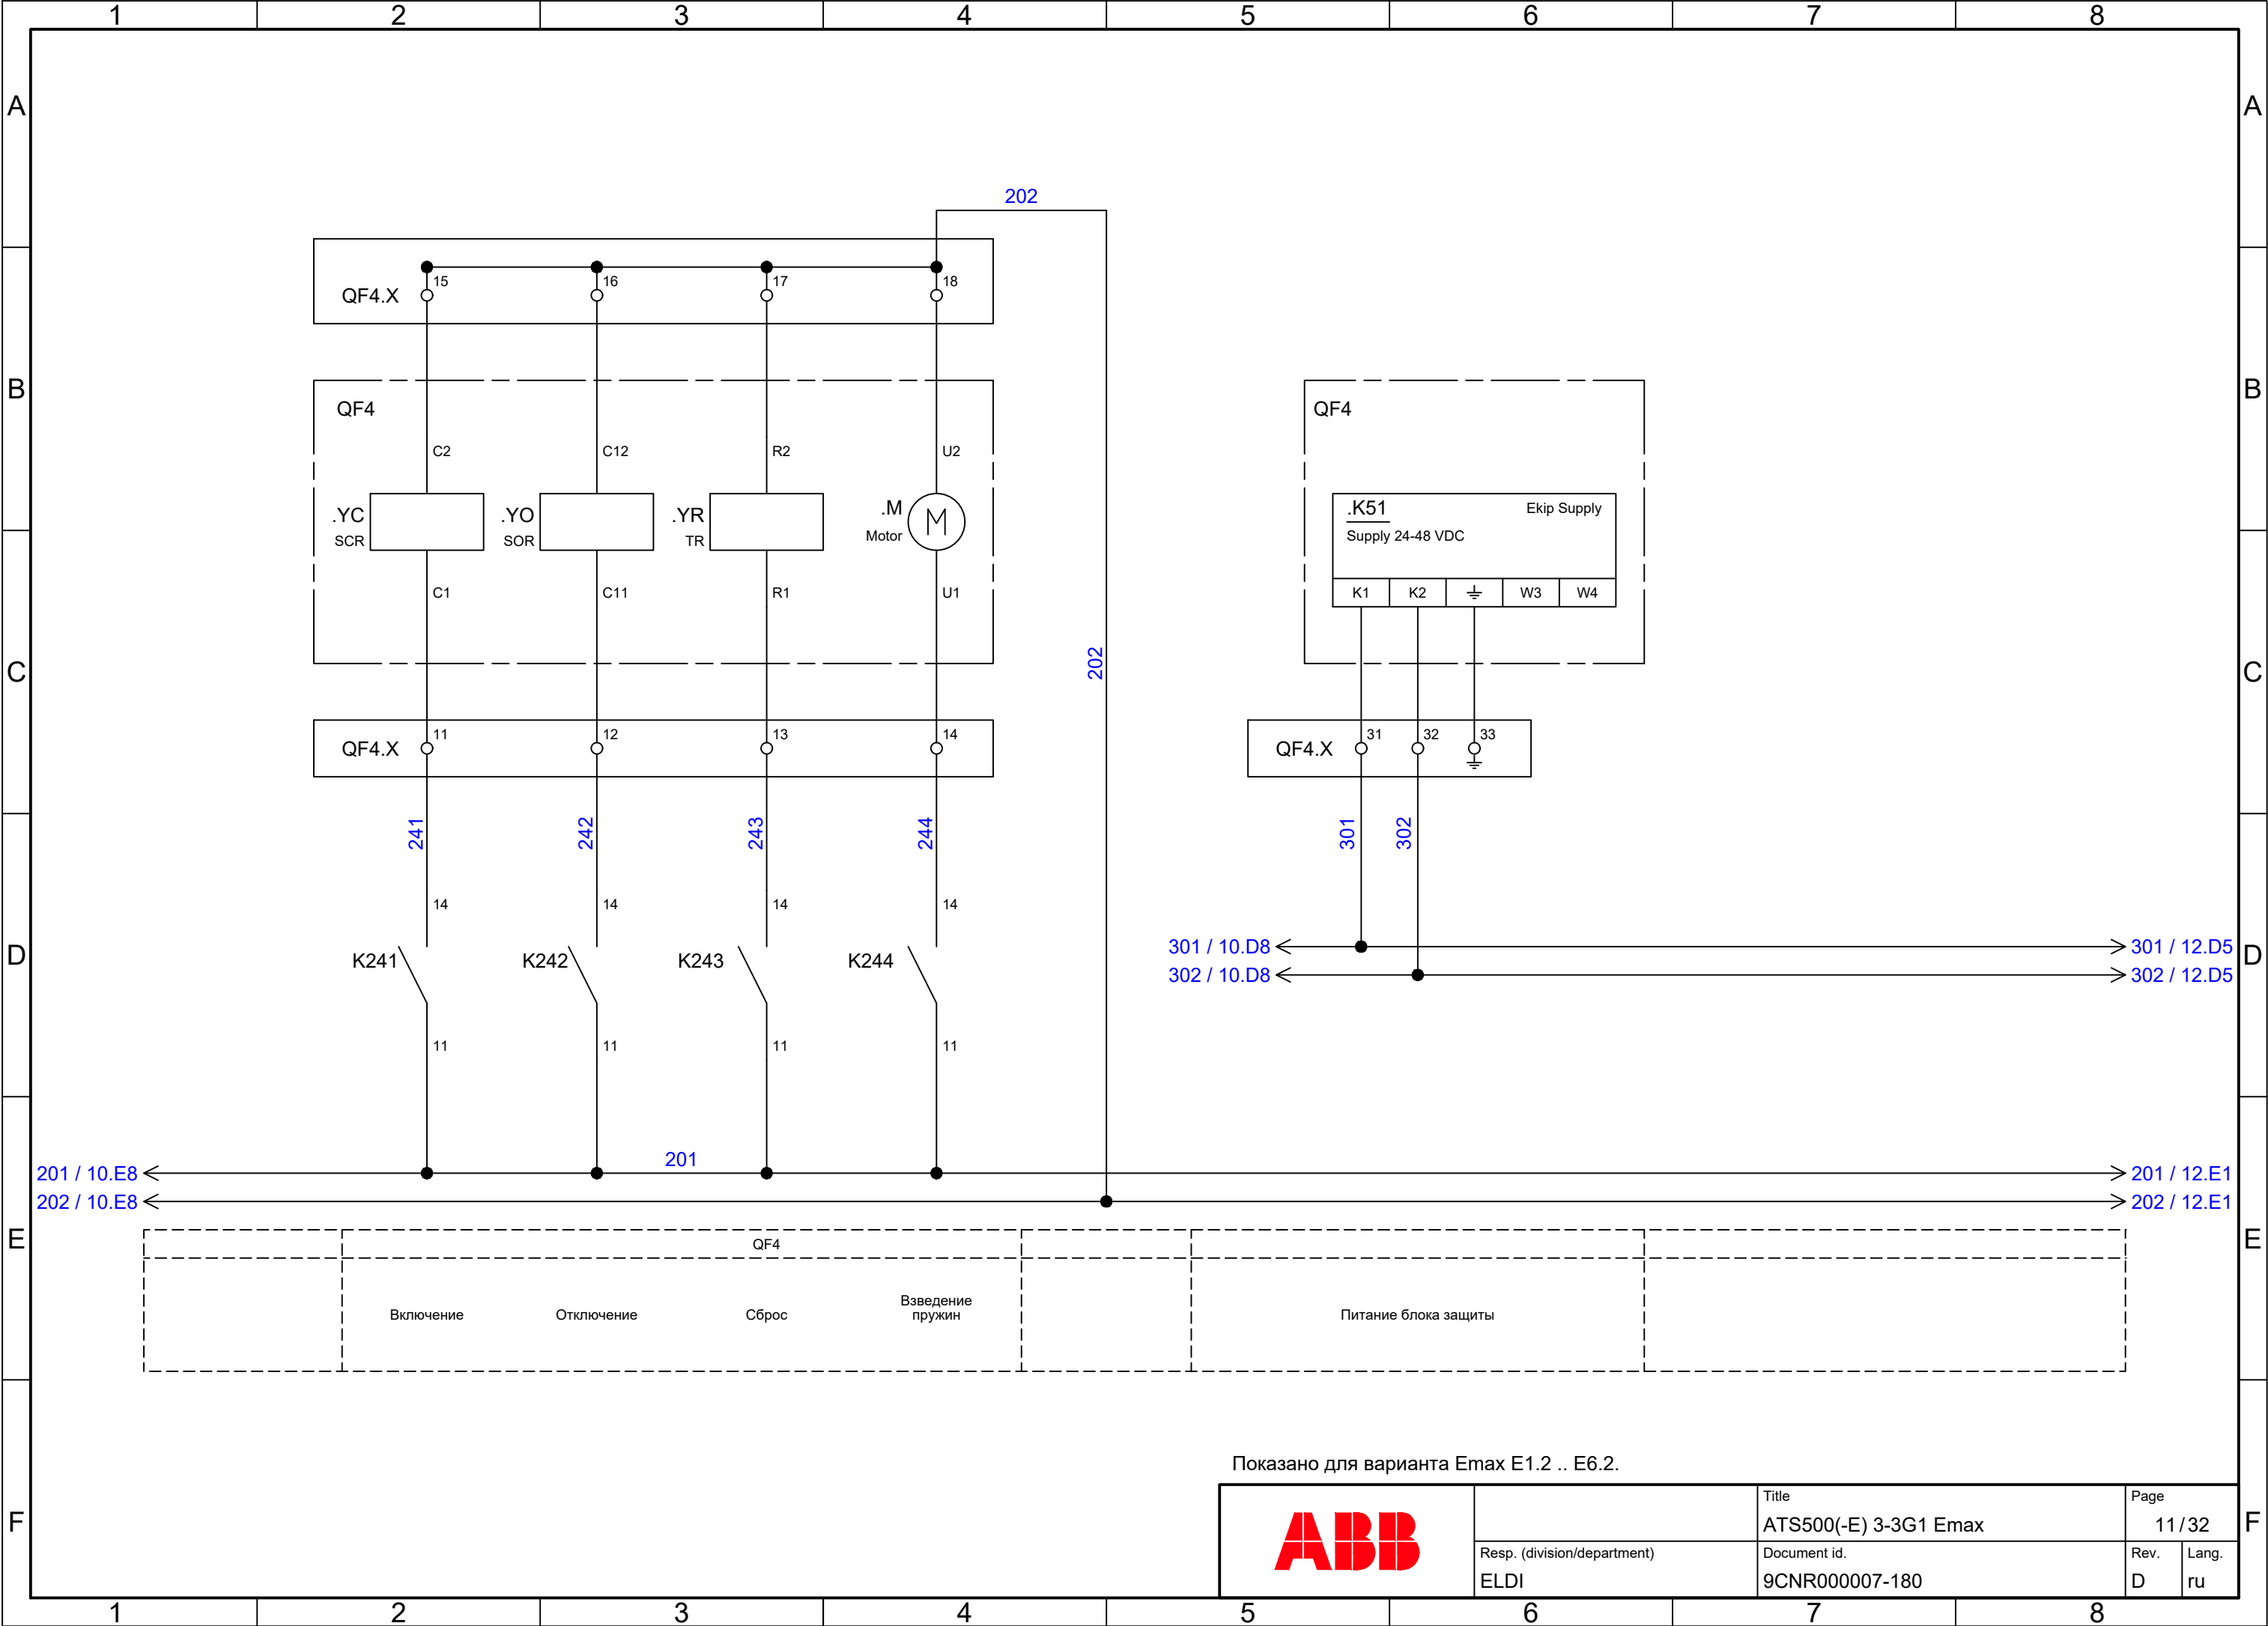 1 2 3 4 5 6 7 8
A A
202
15 16 17 18
QF4.X
B B
QF4 QF4
C2 C12 R2 U2
.YC .YO .YR .M M
SCR SOR TR Motor
.K51 Ekip Supply
Supply 24-48 VDC
C1 C11 R1 U1
K1 K2 W3 W4
202
C C
11 12 13 14 31 32 33
QF4.X QF4.X
241 242 243 244 301 302
14 14 14 14
301 / 10.D8 301 / 12.D5
D D
K241 K242 K243 K244
302 / 10.D8 302 / 12.D5
11 11 11 11
201
201 / 10.E8 201 / 12.E1
202 / 10.E8 202 / 12.E1
E E
QF4
Включение Отключение Сброс Взведение
пружин
Питание блока защиты
Показано для варианта Emax E1.2 .. E6.2.
F F
ABB
Title
ATS500(-E) 3-3G1 Emax
Page
11/32
Resp. (division/department)
ELDI
Document id.
9CNR000007-180
Rev.
D
Lang.
ru
1 2 3 4 5 6 7 8